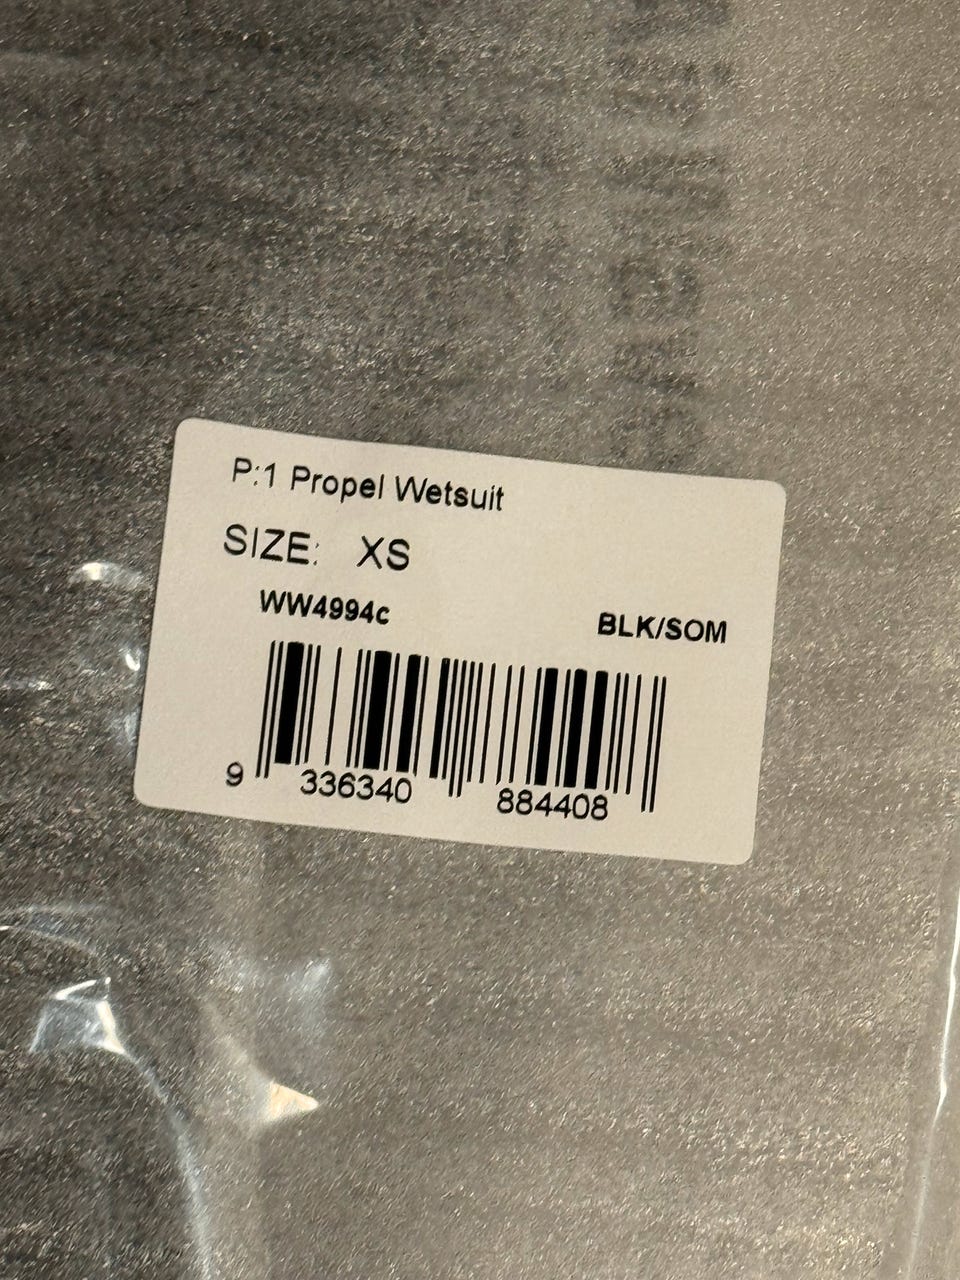 P:1 Propel Wetsuit
SIZE: XS
WW4994c
BLK/SOM
9 336340 884408